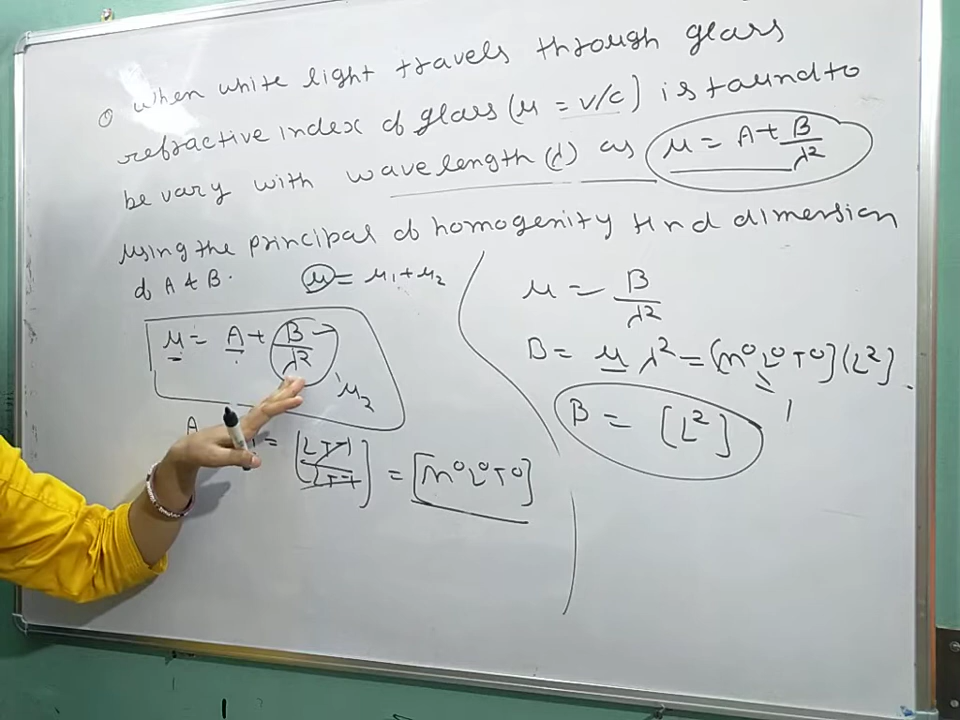 When white light travels through glass
refractive index of glass (μ = v/c) is found to
be vary with wavelength (λ) as μ = A + B/λ²
using the principal of homogenity find dimension
of A & B.
μ = μ₁ + μ₂
μ = A + B/λ²
μ₂
A = [LT⁻¹/LT⁻¹] = [M⁰L⁰T⁰]
μ = B/λ²
B = μ λ² = [M⁰L⁰T⁰] (L²]
B = [L²]